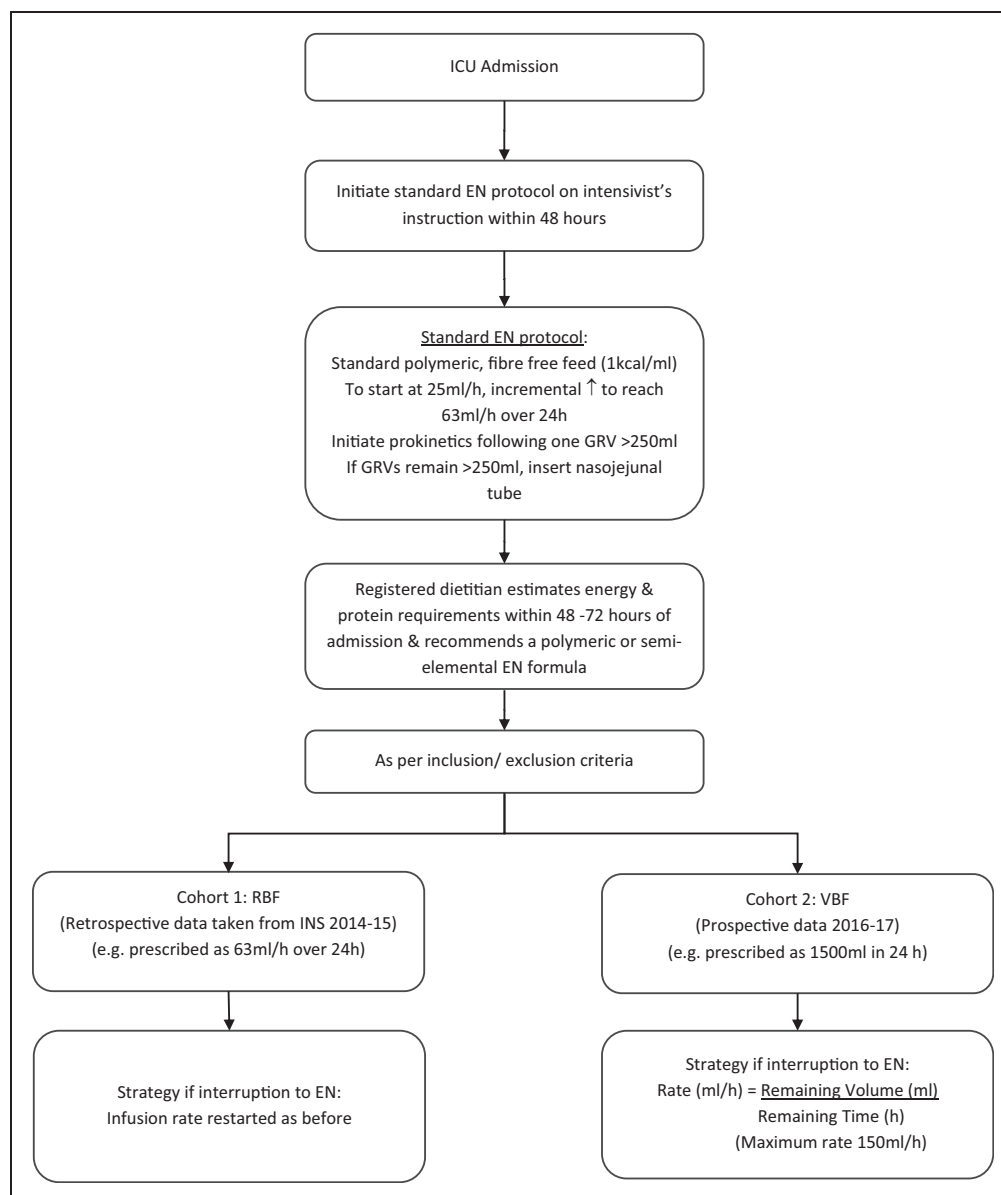 ICU Admission
Initiate standard EN protocol on intensivist’s
instruction within 48 hours
Standard EN protocol:
Standard polymeric, fibre free feed (1kcal/ml)
To start at 25ml/h, incremental ↑ to reach
63ml/h over 24h
Initiate prokinetics following one GRV >250ml
If GRVs remain >250ml, insert nasojejunal
tube
Registered dietitian estimates energy &
protein requirements within 48 -72 hours of
admission & recommends a polymeric or semi-
elemental EN formula
As per inclusion/ exclusion criteria
Cohort 1: RBF
(Retrospective data taken from INS 2014-15)
(e.g. prescribed as 63ml/h over 24h)
Cohort 2: VBF
(Prospective data 2016-17)
(e.g. prescribed as 1500ml in 24 h)
Strategy if interruption to EN:
Infusion rate restarted as before
Strategy if interruption to EN:
Rate (ml/h) = Remaining Volume (ml)
Remaining Time (h)
(Maximum rate 150ml/h)